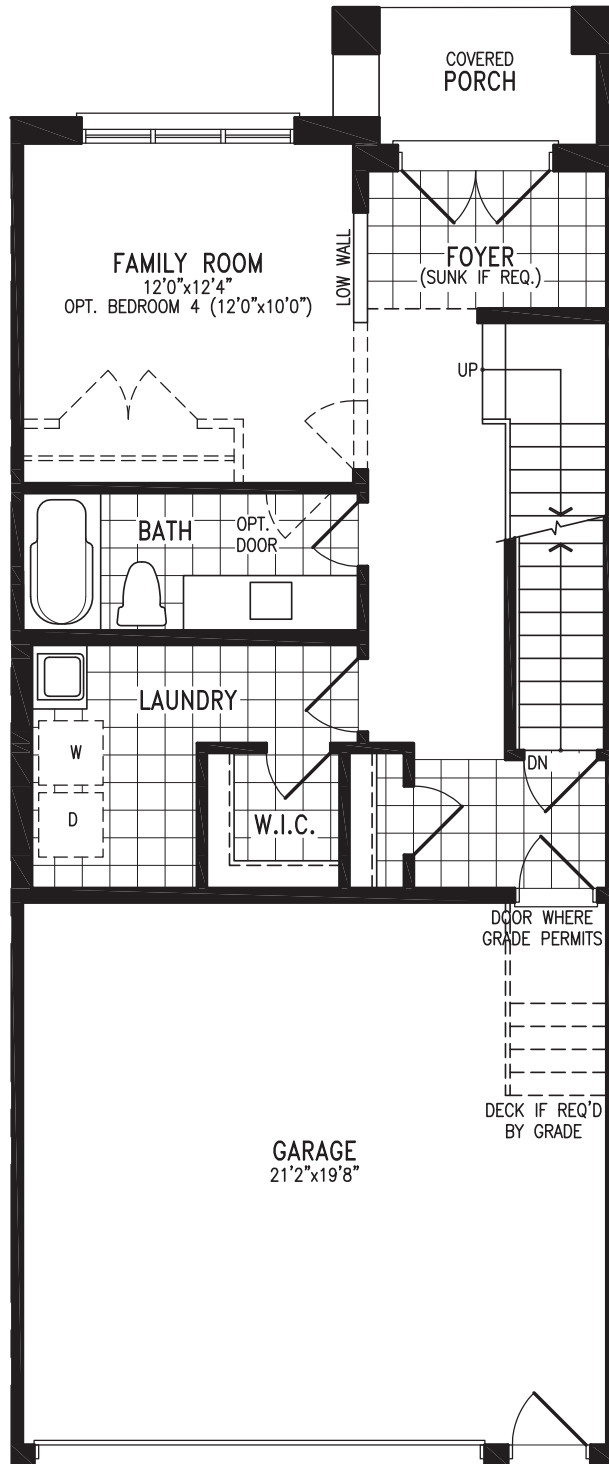 COVERED
PORCH
FAMILY ROOM
12'0"x12'4"
OPT. BEDROOM 4 (12'0"x10'0")
LOW WALL
FOYER
(SUNK IF REQ.)
UP
BATH
OPT.
DOOR
LAUNDRY
W
D
W.I.C.
DN
DOOR WHERE
GRADE PERMITS
DECK IF REQ'D
BY GRADE
GARAGE
21'2"x19'8"